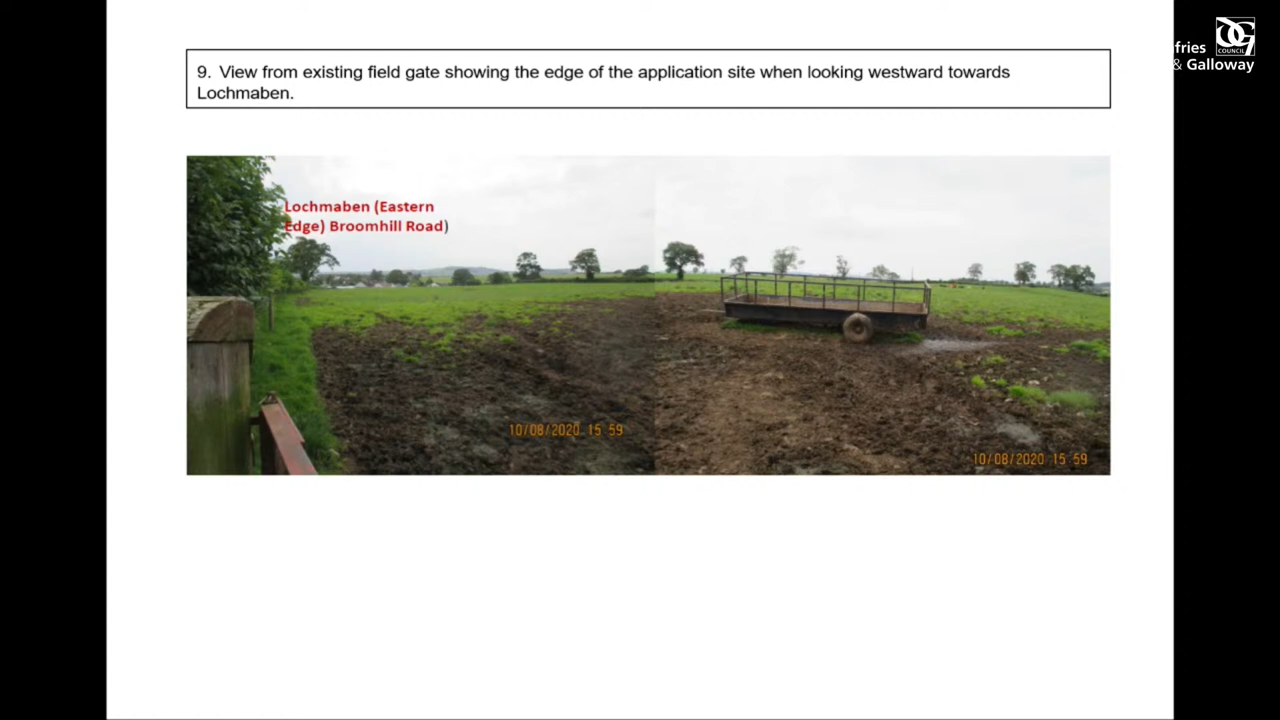 9. View from existing field gate showing the edge of the application site when looking westward towards
Lochmaben.
fries
COUNCIL
& Galloway
Lochmaben (Eastern
Edge) Broomhill Road)
10/08/2020 15 59
10/08/2020 15 59